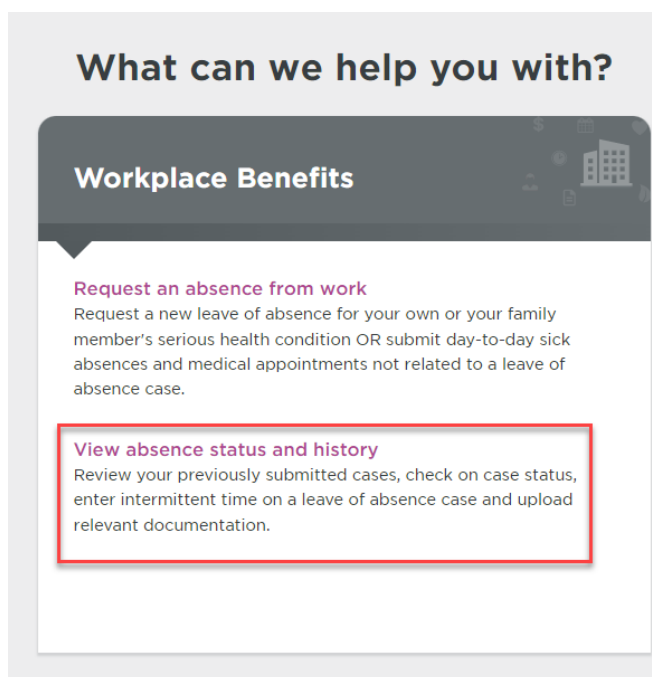 What can we help you with?
Workplace Benefits
Request an absence from work
Request a new leave of absence for your own or your family
member's serious health condition OR submit day-to-day sick
absences and medical appointments not related to a leave of
absence case.
View absence status and history
Review your previously submitted cases, check on case status,
enter intermittent time on a leave of absence case and upload
relevant documentation.